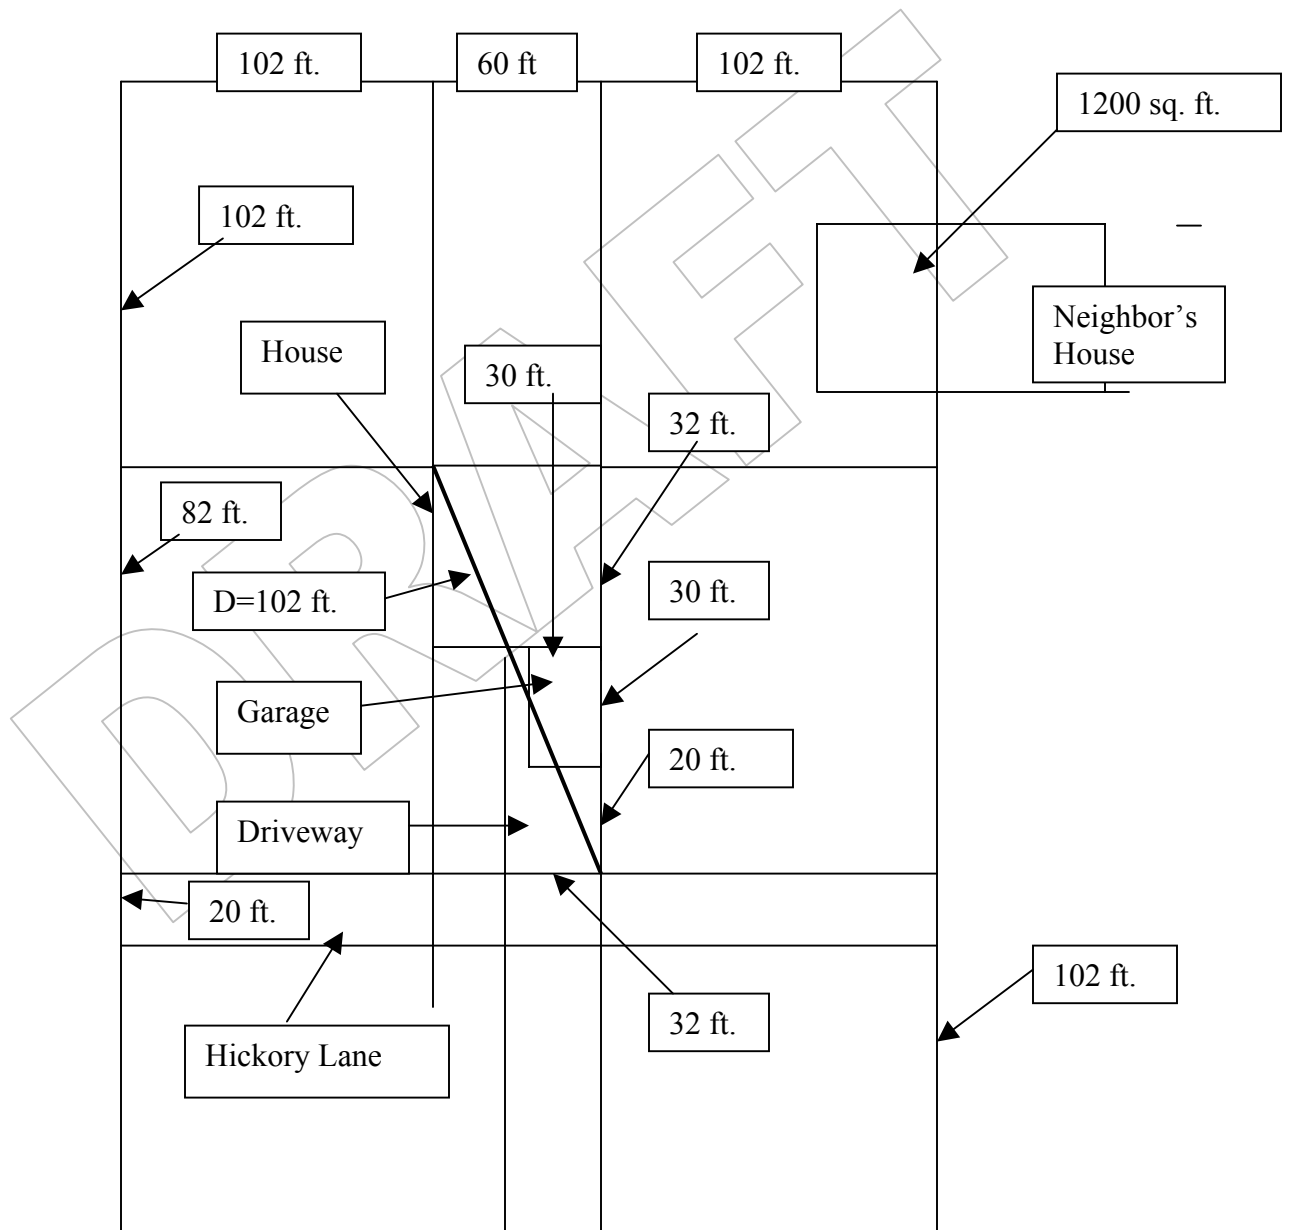 102 ft.
60 ft
102 ft.
1200 sq. ft.
102 ft.
Neighbor’s
House
House
30 ft.
32 ft.
82 ft.
D=102 ft.
30 ft.
Garage
20 ft.
Driveway
20 ft.
102 ft.
32 ft.
Hickory Lane
DRAFT